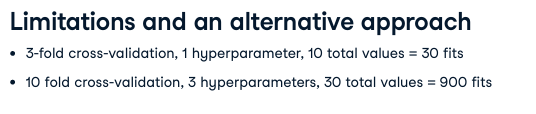 Limitations and an alternative approach
• 3-fold cross-validation, 1 hyperparameter, 10 total values = 30 fits
• 10 fold cross-validation, 3 hyperparameters, 30 total values = 900 fits